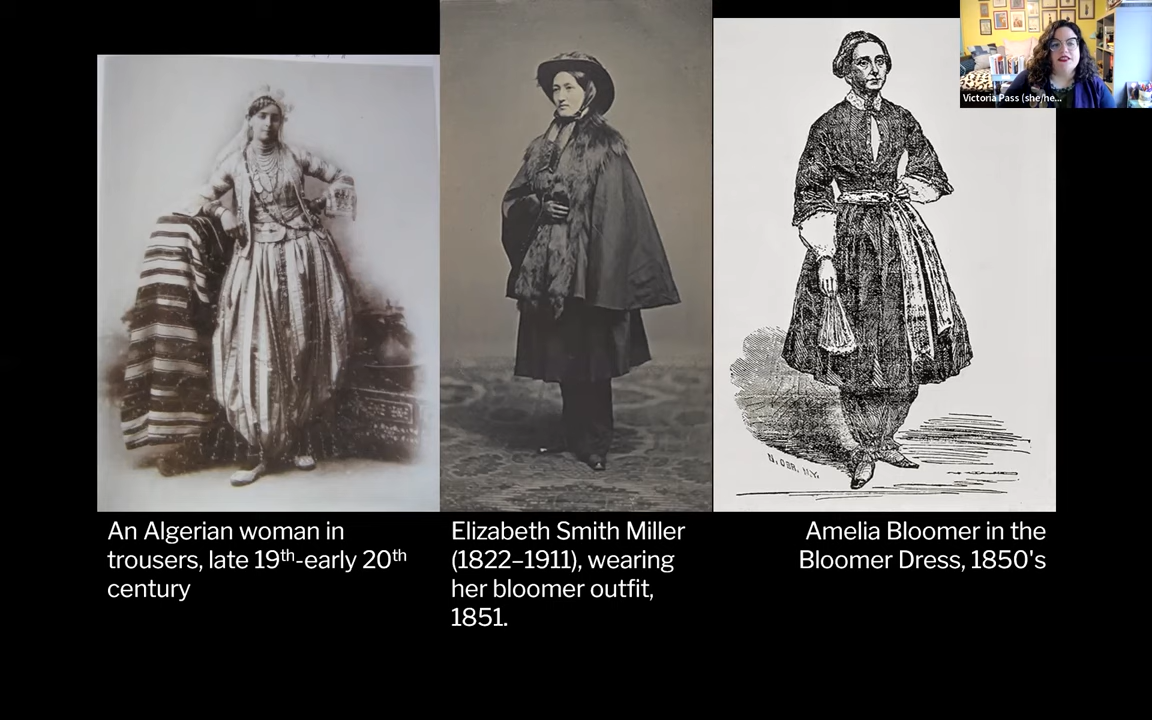 Victoria Pass (she/he...
N. ORR. N.Y.
An Algerian woman in
trousers, late 19th-early 20th
century
Elizabeth Smith Miller
(1822–1911), wearing
her bloomer outfit,
1851.
Amelia Bloomer in the
Bloomer Dress, 1850's